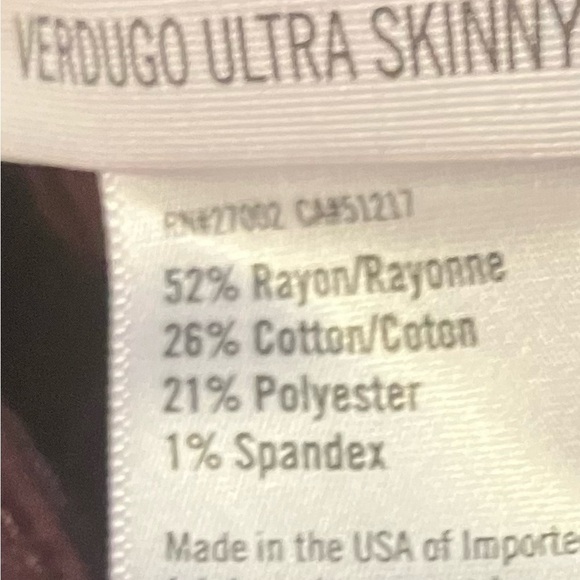 VERDUGO ULTRA SKINNY
RN#27002 CA#51217
52% Rayon/Rayonne
26% Cotton/Coton
21% Polyester
1% Spandex
Made in the USA of Importe